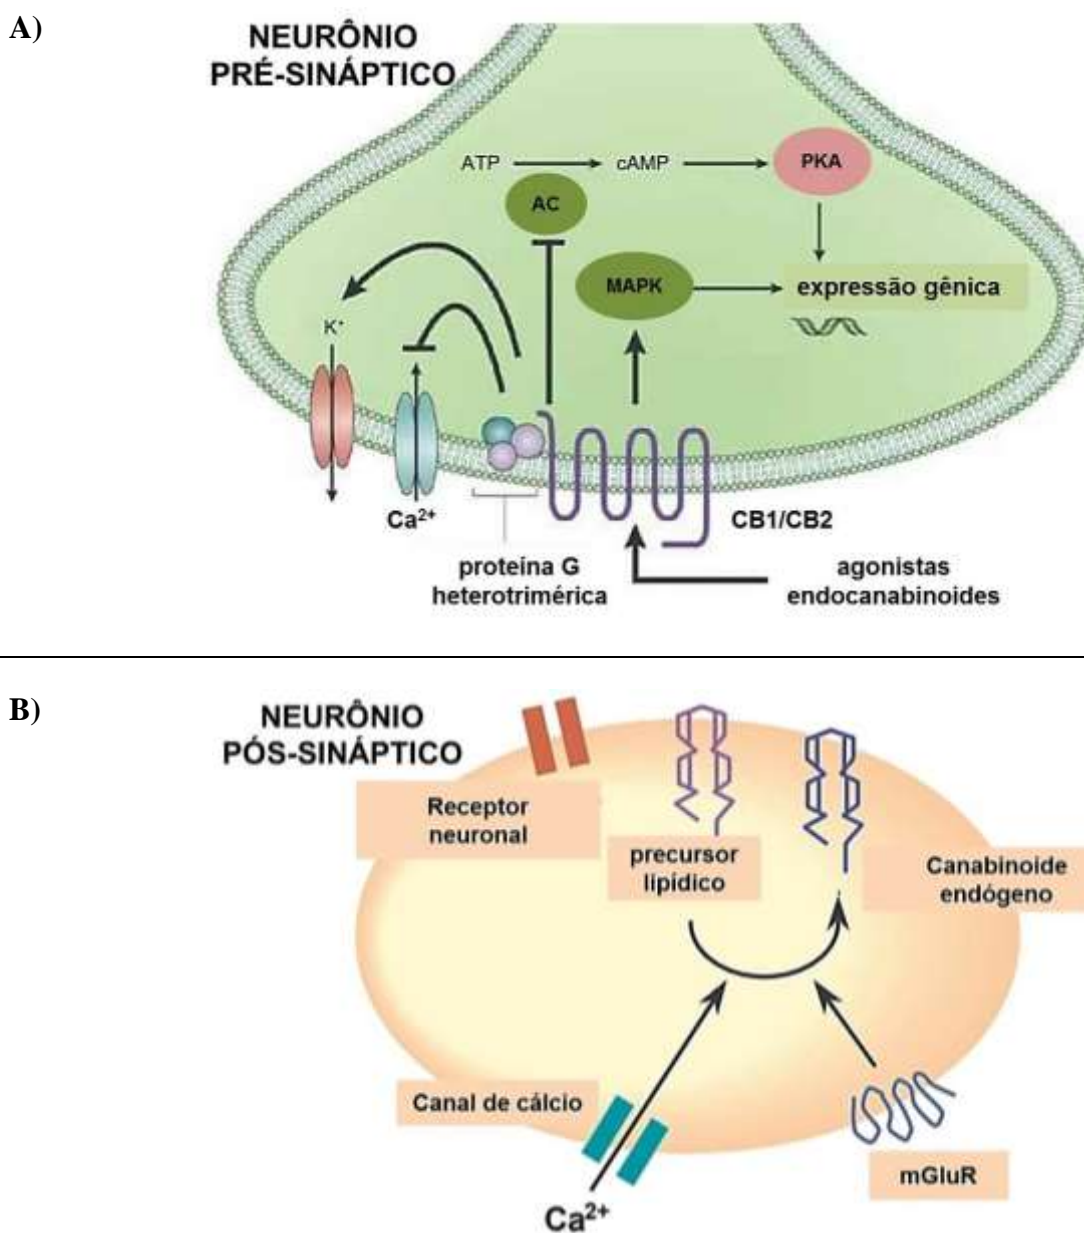 A)
NEURÔNIO
PRÉ-SINÁPTICO
ATP
cAMP
PKA
AC
MAPK
expressão gênica
K⁺
Ca²⁺
CB1/CB2
proteína G
heterotrimérica
agonistas
endocanabinoides
B)
NEURÔNIO
PÓS-SINÁPTICO
Receptor
neuronal
precursor
lipídico
Canabinoide
endógeno
Canal de cálcio
mGluR
Ca²⁺